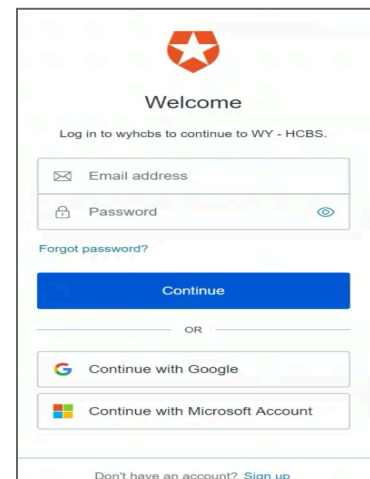 Welcome
Log in to wyhcbs to continue to WY - HCBS.
Email address
Password
Forgot password?
Continue
OR
Continue with Google
Continue with Microsoft Account
Don't have an account? Sign up